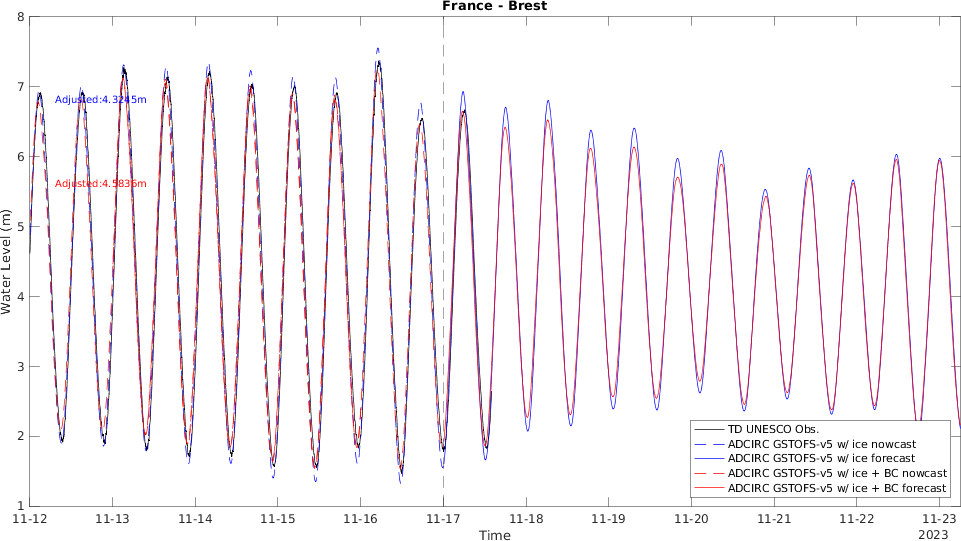 France - Brest
8
7
6
5
4
3
2
1
Water Level (m)
Adjusted:4.3245m
Adjusted:4.5836m
TD UNESCO Obs.
ADCIRC GSTOFS-v5 w/ ice nowcast
ADCIRC GSTOFS-v5 w/ ice forecast
ADCIRC GSTOFS-v5 w/ ice + BC nowcast
ADCIRC GSTOFS-v5 w/ ice + BC forecast
11-12 11-13 11-14 11-15 11-16 11-17 11-18 11-19 11-20 11-21 11-22 11-23
Time
2023